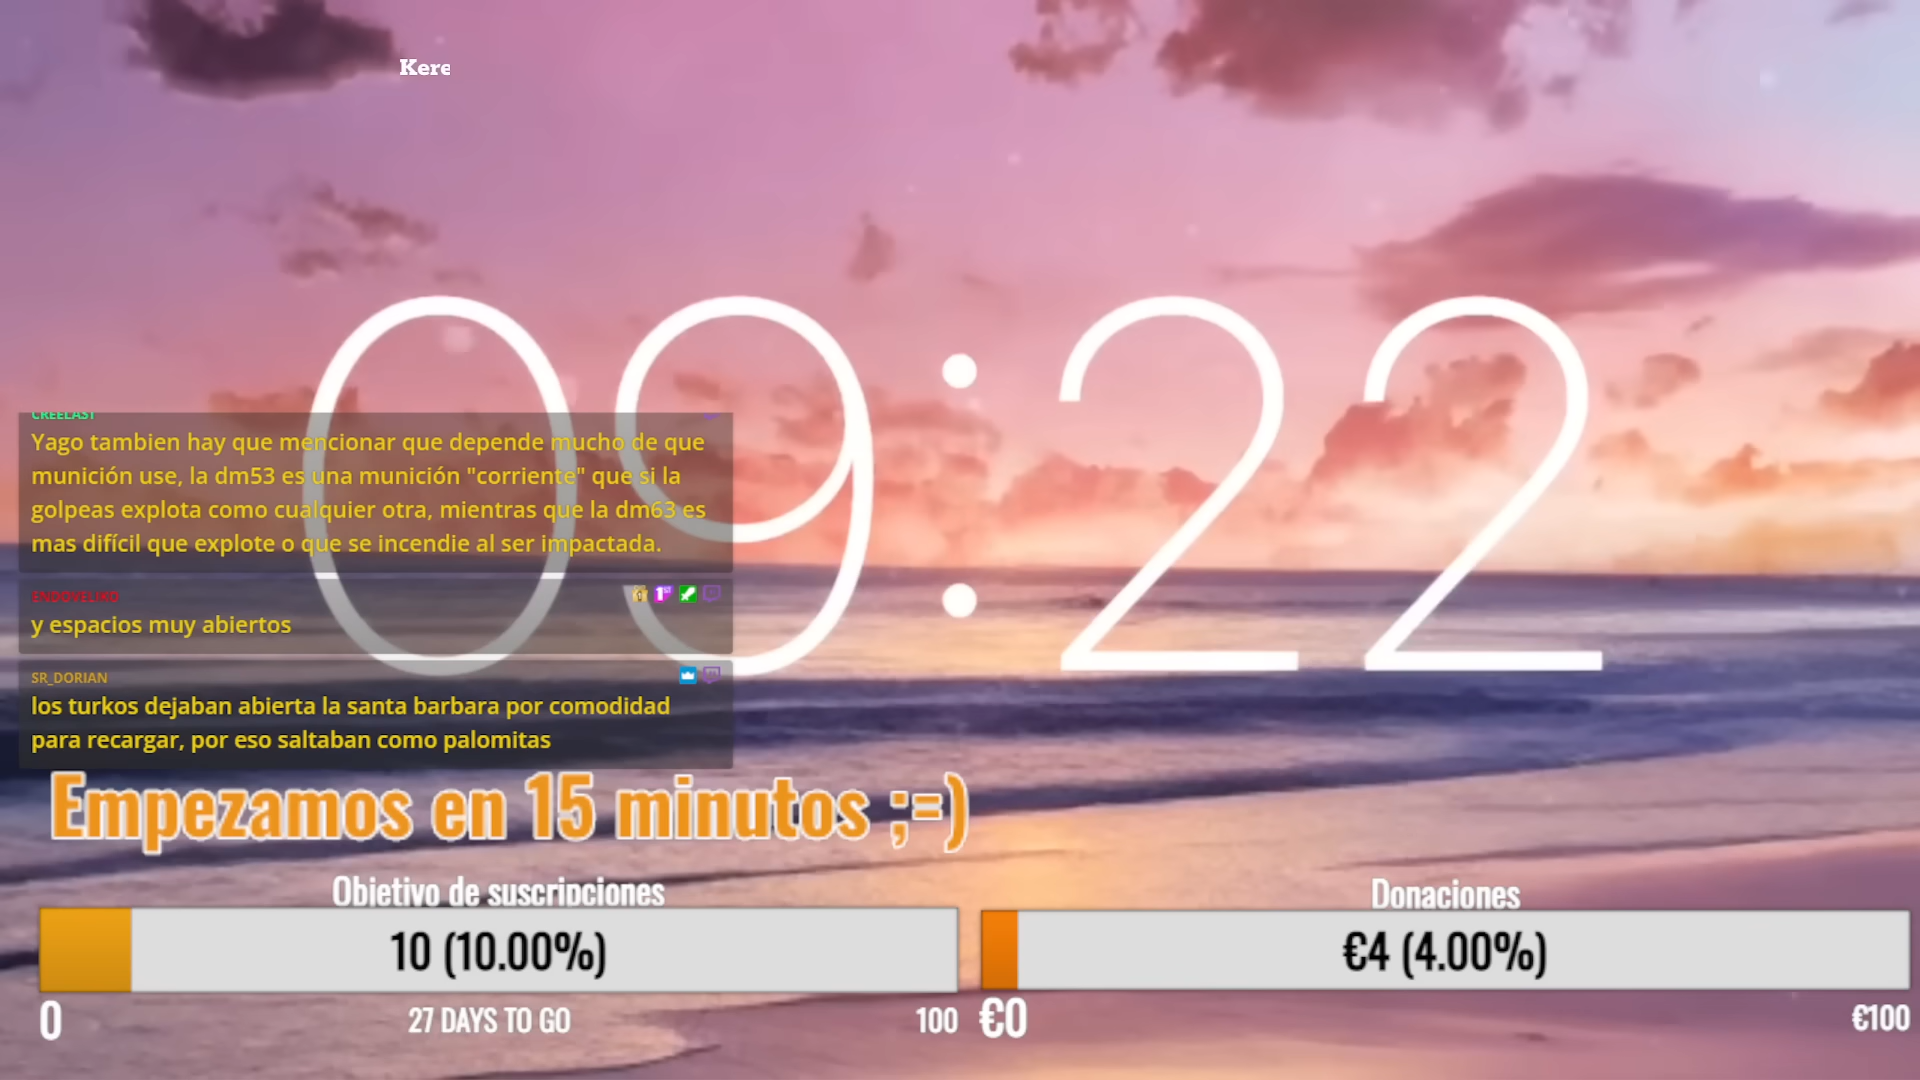 Kere
09:22
CREELAST
Yago tambien hay que mencionar que depende mucho de que
munición use, la dm53 es una munición "corriente" que si la
golpeas explota como cualquier otra, mientras que la dm63 es
mas difícil que explote o que se incendie al ser impactada.
ENDOVELIKO
y espacios muy abiertos
SR_DORIAN
los turkos dejaban abierta la santa barbara por comodidad
para recargar, por eso saltaban como palomitas
Empezamos en 15 minutos ;=)
Objetivo de suscripciones
10 (10.00%)
0
27 DAYS TO GO
100
Donaciones
€4 (4.00%)
€0
€100